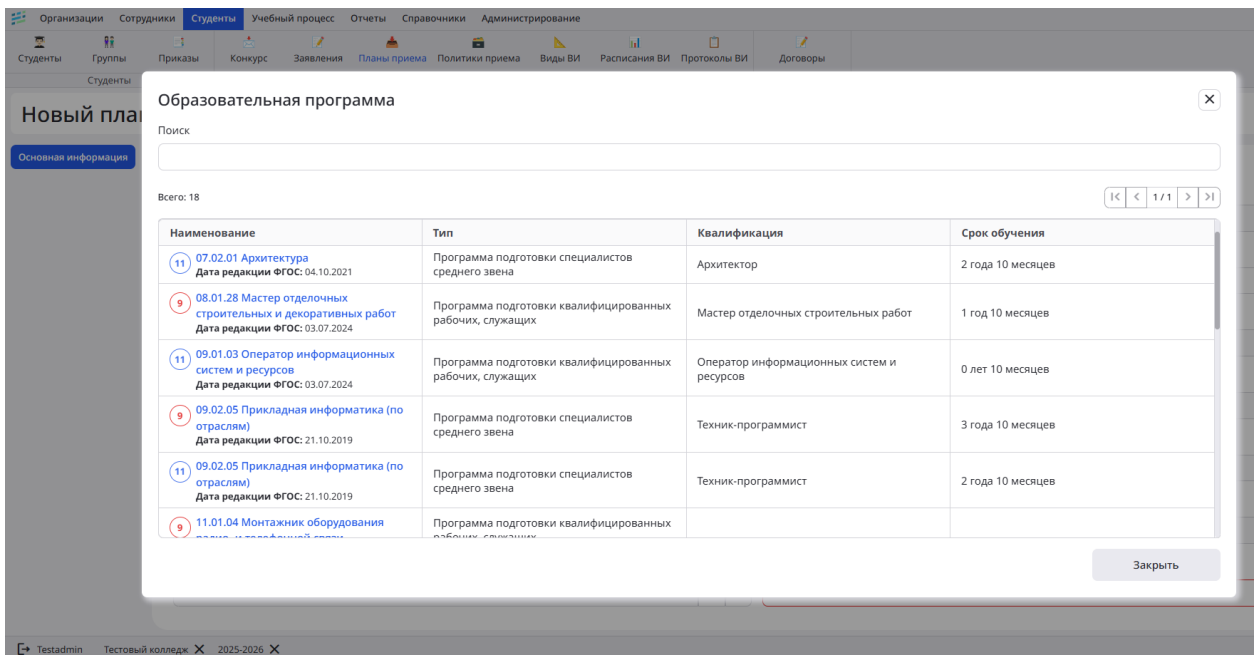 Организации Сотрудники Студенты Учебный процесс Отчеты Справочники Администрирование
Студенты Группы Приказы Конкурс Заявления Планы приема Политики приема Виды ВИ Расписания ВИ Протоколы ВИ Договоры
Студенты
Новый
Основная информация
Образовательная программа
Поиск
Всего: 18
1 / 1
Наименование Тип Квалификация Срок обучения
11 07.02.01 Архитектура
Дата редакции ФГОС: 04.10.2021
Программа подготовки специалистов
среднего звена
Архитектор
2 года 10 месяцев
9 08.01.28 Мастер отделочных
строительных и декоративных работ
Дата редакции ФГОС: 03.07.2024
Программа подготовки квалифицированных
рабочих, служащих
Мастер отделочных строительных работ
1 год 10 месяцев
11 09.01.03 Оператор информационных
систем и ресурсов
Дата редакции ФГОС: 03.07.2024
Программа подготовки квалифицированных
рабочих, служащих
Оператор информационных систем и
ресурсов
0 лет 10 месяцев
9 09.02.05 Прикладная информатика (по
отраслям)
Дата редакции ФГОС: 21.10.2019
Программа подготовки специалистов
среднего звена
Техник-программист
3 года 10 месяцев
11 09.02.05 Прикладная информатика (по
отраслям)
Дата редакции ФГОС: 21.10.2019
Программа подготовки специалистов
среднего звена
Техник-программист
2 года 10 месяцев
9 11.01.04 Монтажник оборудования
радио- и телефонной связи
Программа подготовки квалифицированных
рабочих, служащих
Закрыть
Testadmin Тестовый колледж 2025-2026